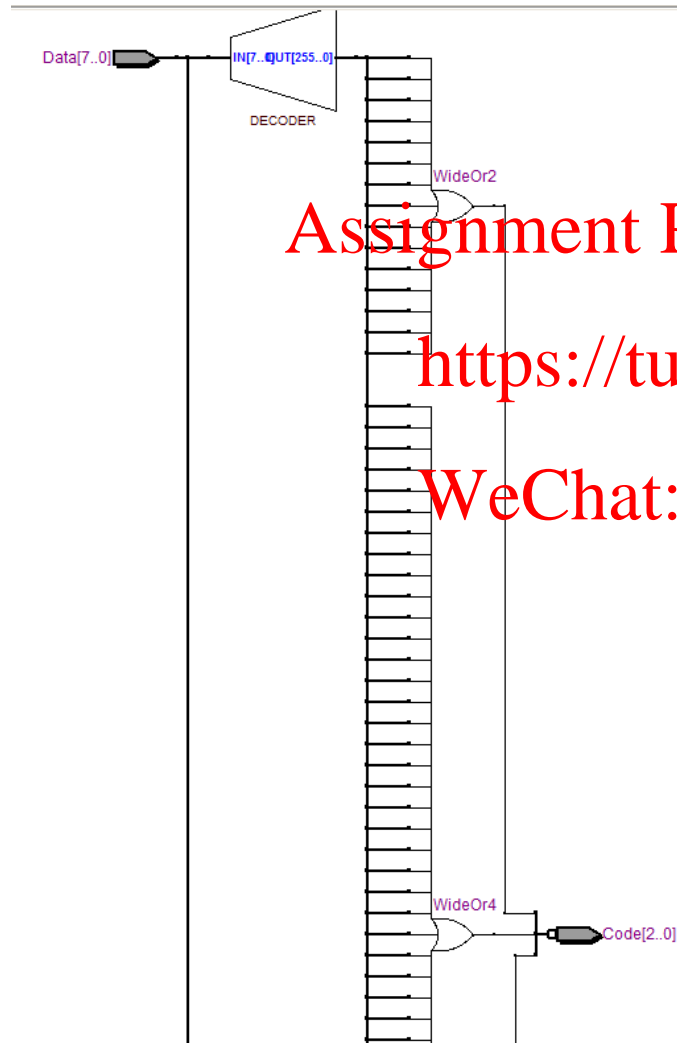 Data[7..0]
IN[7..0]
OUT[255..0]
DECODER
WideOr2
Assignment
https://tu
WeChat:
WideOr4
Code[2..0]